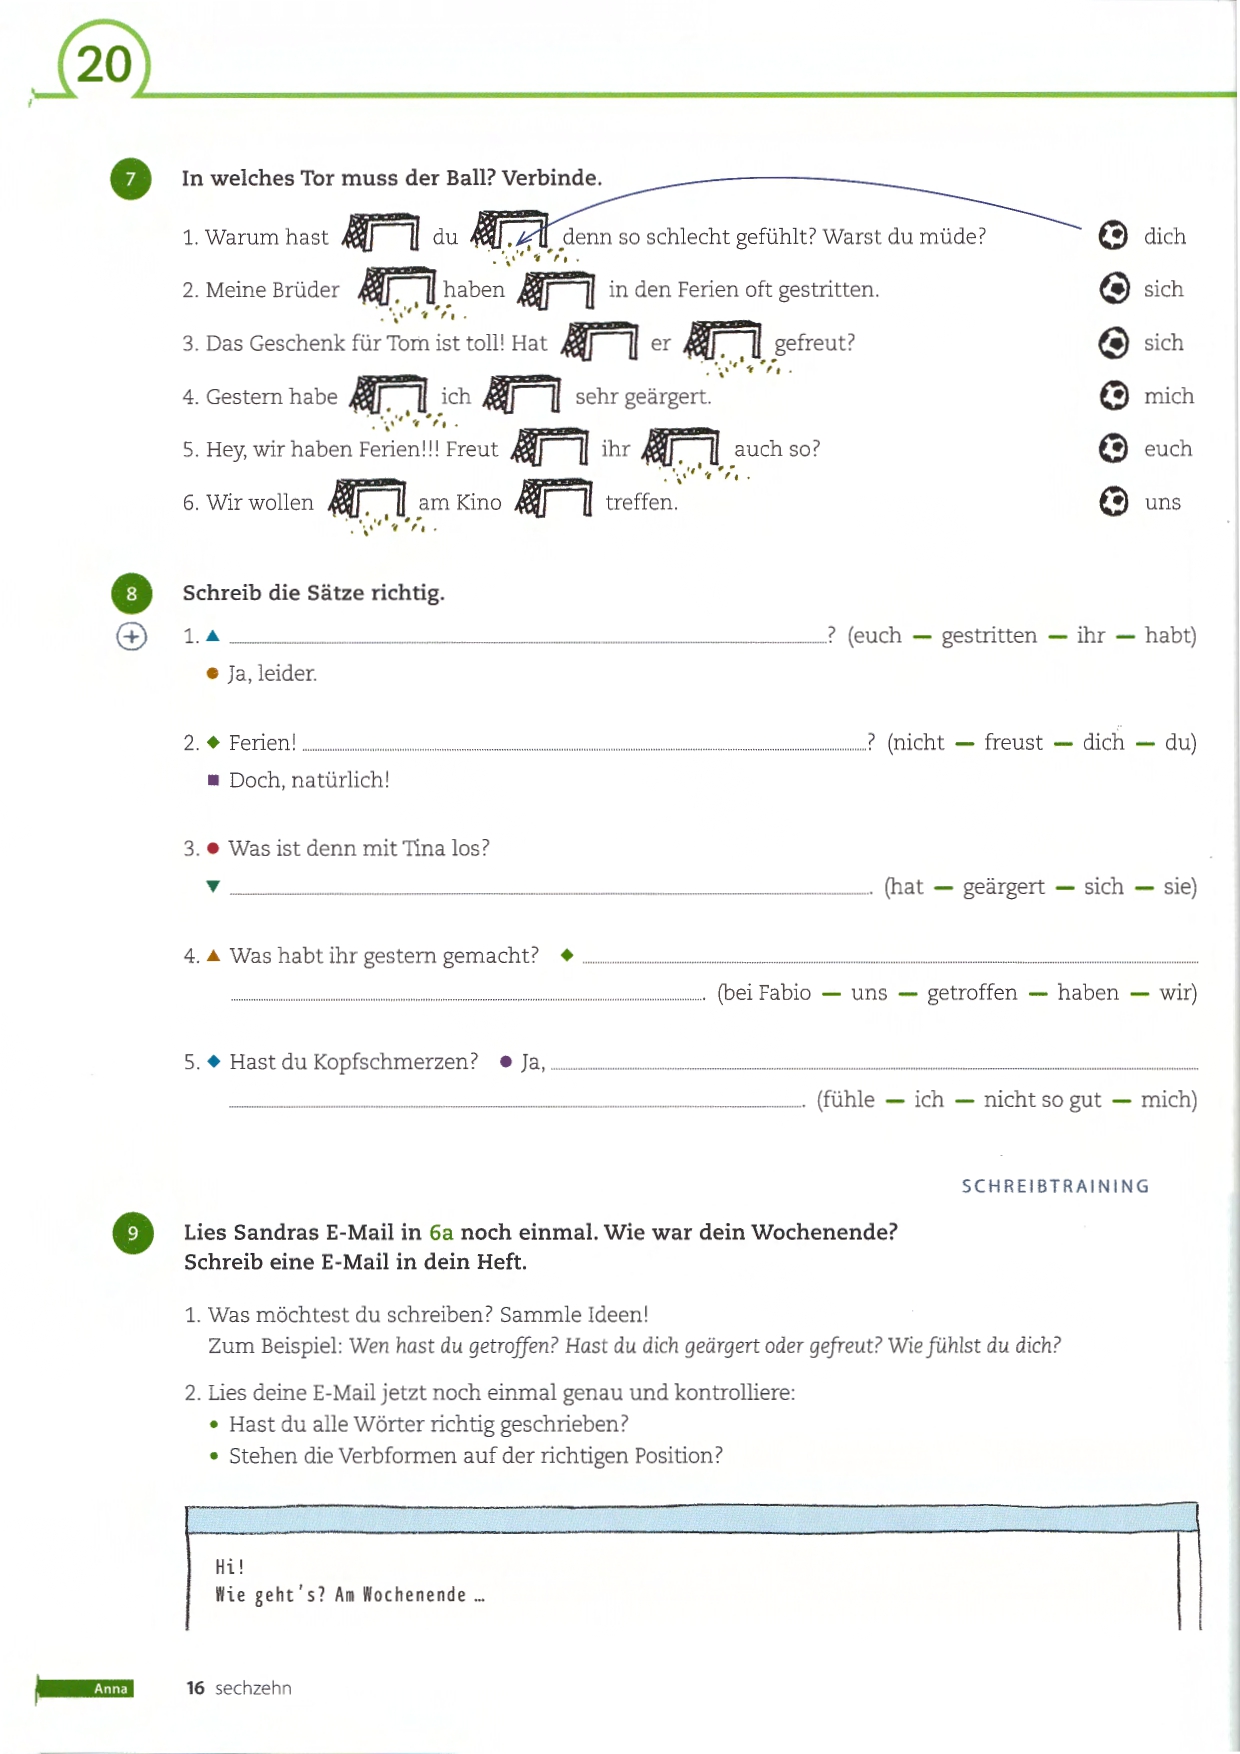 20
7 In welches Tor muss der Ball? Verbinde.
1. Warum hast du denn so schlecht gefühlt? Warst du müde? dich
2. Meine Brüder haben in den Ferien oft gestritten. sich
3. Das Geschenk für Tom ist toll! Hat er gefreut? sich
4. Gestern habe ich sehr geärgert. mich
5. Hey, wir haben Ferien!!! Freut ihr auch so? euch
6. Wir wollen am Kino treffen. uns
8 Schreib die Sätze richtig.
1. ? (euch – gestritten – ihr – habt)
Ja, leider.
2. Ferien! ? (nicht – freust – dich – du)
Doch, natürlich!
3. Was ist denn mit Tina los?
. (hat – geärgert – sich – sie)
4. Was habt ihr gestern gemacht?
. (bei Fabio – uns – getroffen – haben – wir)
5. Hast du Kopfschmerzen? Ja,
. (fühle – ich – nicht so gut – mich)
SCHREIBTRAINING
9 Lies Sandras E-Mail in 6a noch einmal. Wie war dein Wochenende?
Schreib eine E-Mail in dein Heft.
1. Was möchtest du schreiben? Sammle Ideen!
Zum Beispiel: Wen hast du getroffen? Hast du dich geärgert oder gefreut? Wie fühlst du dich?
2. Lies deine E-Mail jetzt noch einmal genau und kontrolliere:
• Hast du alle Wörter richtig geschrieben?
• Stehen die Verbformen auf der richtigen Position?
Hi!
Wie geht's? Am Wochenende ...
Anna 16 sechzehn